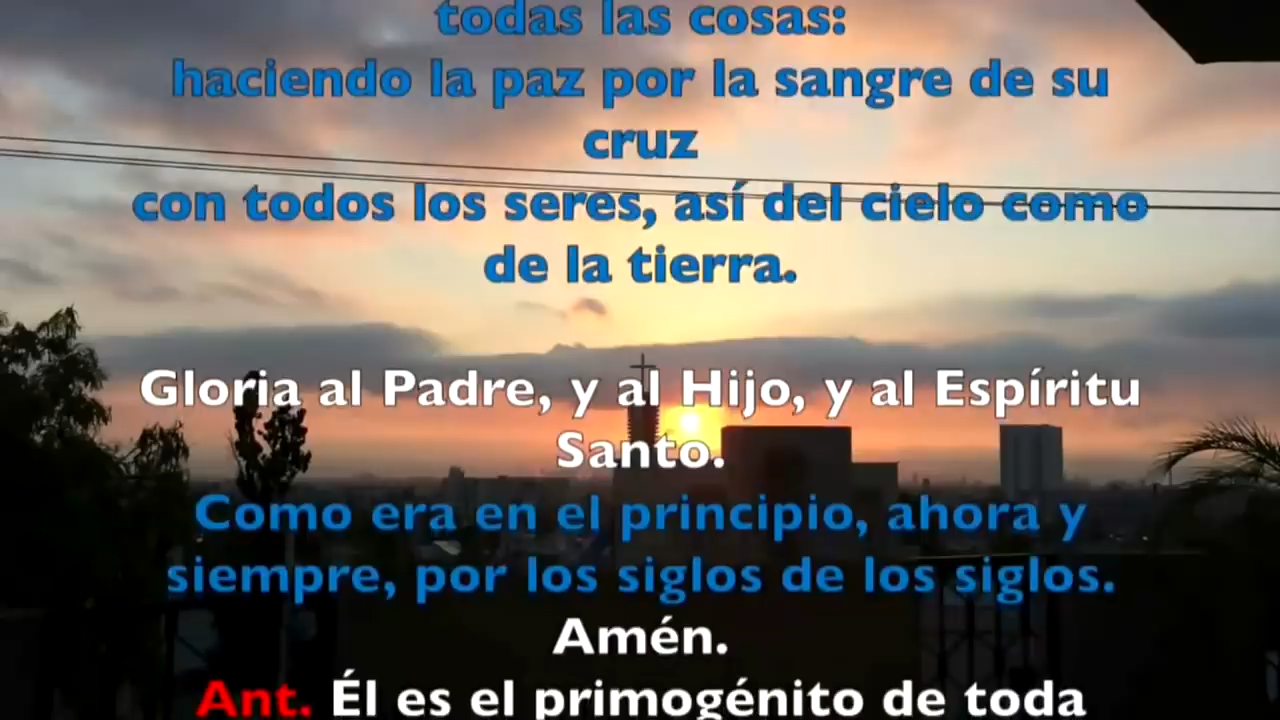 todas las cosas:
haciendo la paz por la sangre de su
cruz
con todos los seres, así del cielo como
de la tierra.
Gloria al Padre, y al Hijo, y al Espíritu
Santo.
Como era en el principio, ahora y
siempre, por los siglos de los siglos.
Amén.
Ant. Él es el primogénito de toda